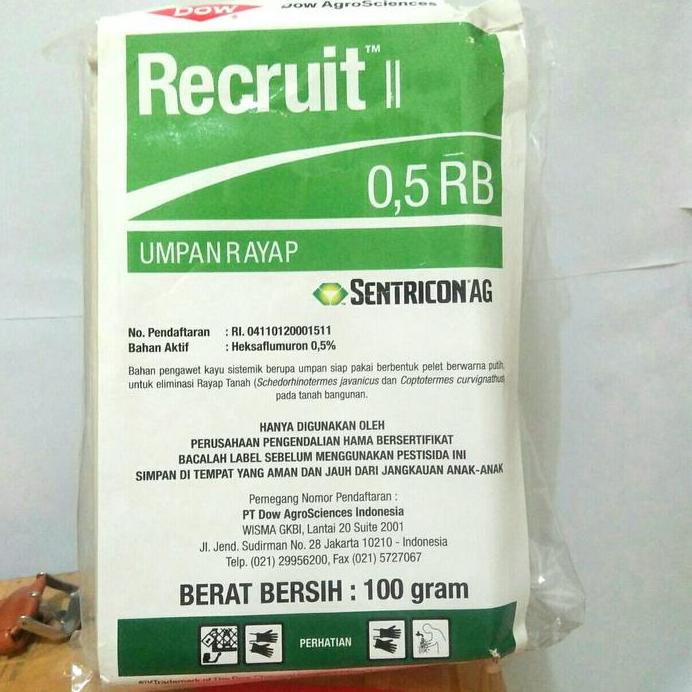 Dow
Dow AgroSciences
Recruit™ II
0,5 RB
UMPAN RAYAP
SENTRICON AG
No. Pendaftaran : RI. 04110120001511
Bahan Aktif : Heksaflumuron 0,5%
Bahan pengawet kayu sistemik berupa umpan siap pakai berbentuk pelet berwarna putih,
untuk eliminasi Rayap Tanah (Schedorhinotermes javanicus dan Coptotermes curvignathus)
pada tanah bangunan.
HANYA DIGUNAKAN OLEH
PERUSAHAAN PENGENDALIAN HAMA BERSERTIFIKAT
BACALAH LABEL SEBELUM MENGGUNAKAN PESTISIDA INI
SIMPAN DI TEMPAT YANG AMAN DAN JAUH DARI JANGKAUAN ANAK-ANAK
Pemegang Nomor Pendaftaran :
PT Dow AgroSciences Indonesia
WISMA GKBI, Lantai 20 Suite 2001
Jl. Jend. Sudirman No. 28 Jakarta 10210 - Indonesia
Telp. (021) 29956200, Fax (021) 5727067
BERAT BERSIH : 100 gram
PERHATIAN
Trademark of The Dow